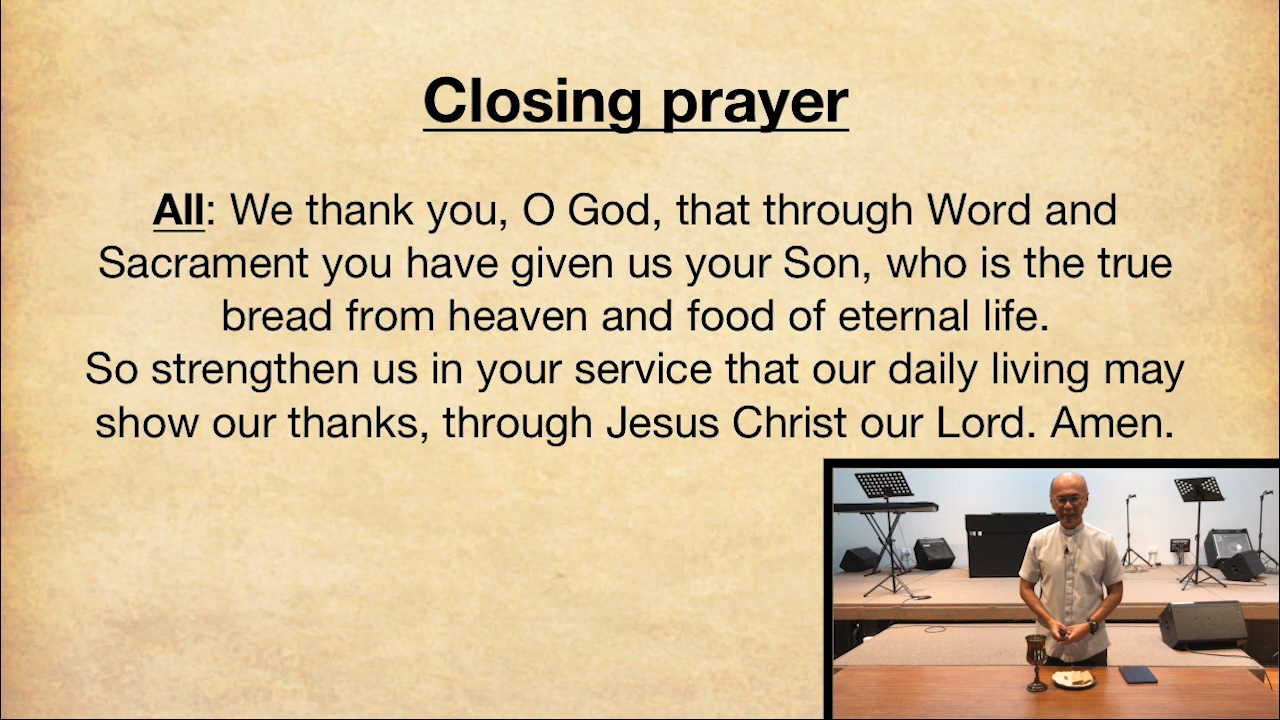 Closing prayer
All: We thank you, O God, that through Word and
Sacrament you have given us your Son, who is the true
bread from heaven and food of eternal life.
So strengthen us in your service that our daily living may
show our thanks, through Jesus Christ our Lord. Amen.